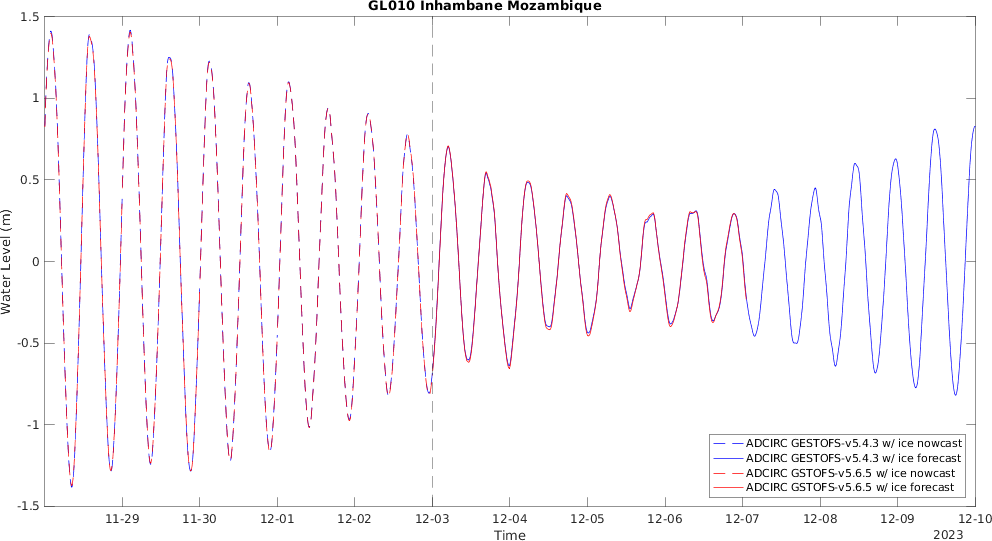 GL010 Inhambane Mozambique
1.5
1
0.5
0
-0.5
-1
-1.5
Water Level (m)
ADCIRC GESTOFS-v5.4.3 w/ ice nowcast
ADCIRC GESTOFS-v5.4.3 w/ ice forecast
ADCIRC GSTOFS-v5.6.5 w/ ice nowcast
ADCIRC GSTOFS-v5.6.5 w/ ice forecast
11-29 11-30 12-01 12-02 12-03 12-04 12-05 12-06 12-07 12-08 12-09 12-10
Time
2023